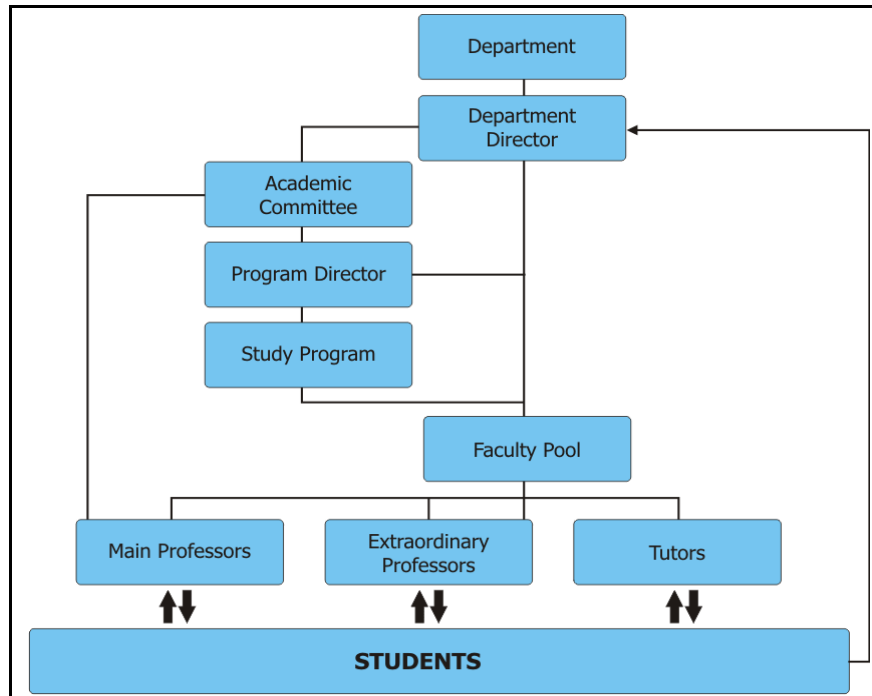 Department
Department
Director
Academic
Committee
Program Director
Study Program
Faculty Pool
Main Professors
Extraordinary
Professors
Tutors
STUDENTS